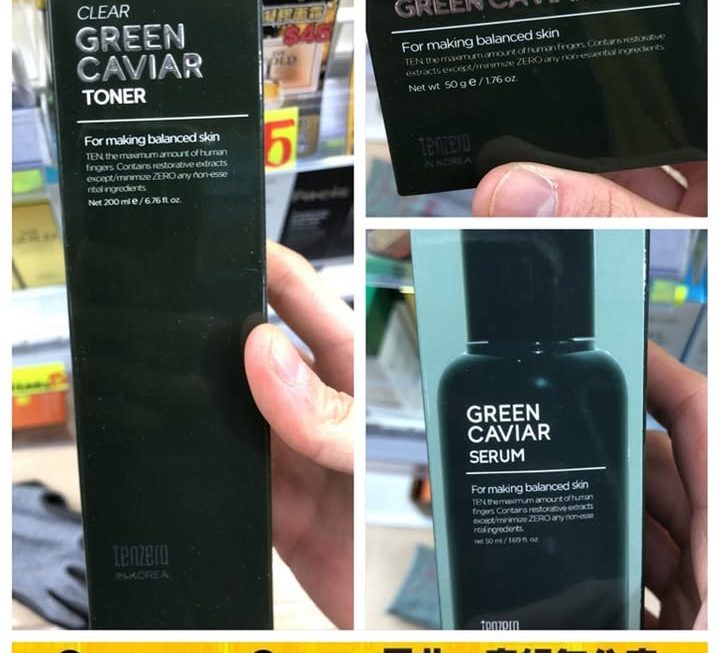 CLEAR
GREEN
CAVIAR
TONER
For making balanced skin
TEN, the maximum amount of human
fingers. Contains restorative extracts
except/minimize ZERO any non-esse
ntial ingredients.
Net 200 ml e / 6.76 fl. oz.
tenzero
IN-KOREA
GREEN CAVIAR
For making balanced skin
TEN, the maximum amount of human fingers. Contains restorative
extracts except/minimize ZERO any non-essential ingredients.
Net wt 50 g e / 1.76 oz.
tenzero
IN KOREA
GREEN
CAVIAR
SERUM
For making balanced skin
TEN, the maximum amount of human
fingers. Contains restorative extracts
except/minimize ZERO any non-esse
ntial ingredients.
net 50 ml / 1.69 fl. oz.
tenzero